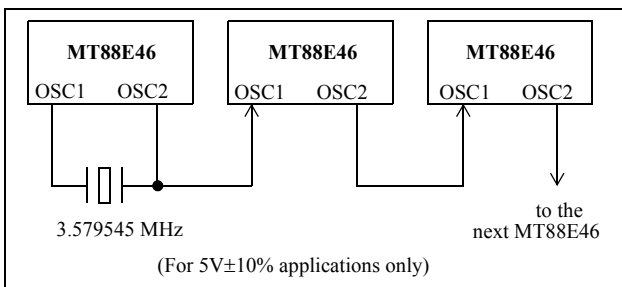 MT88E46 MT88E46 MT88E46
OSC1 OSC2 OSC1 OSC2 OSC1 OSC2
3.579545 MHz
to the
next MT88E46
(For 5V±10% applications only)